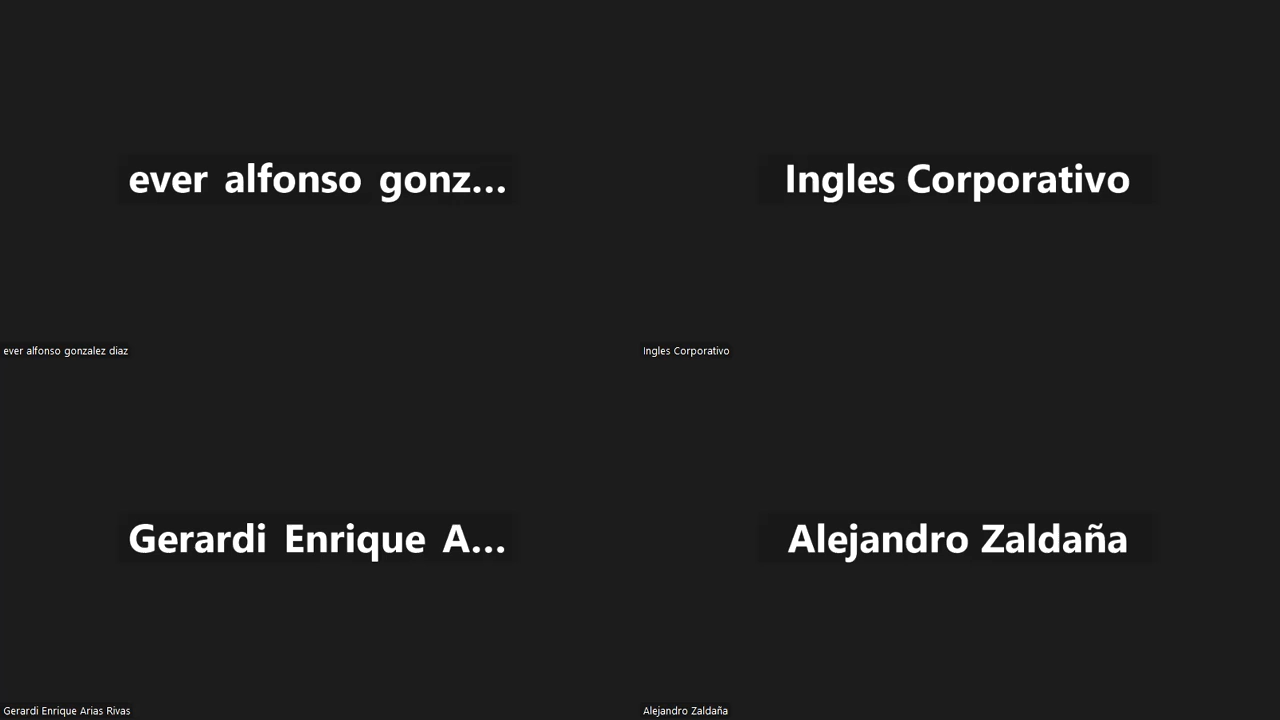 ever alfonso gonz...
Ingles Corporativo
ever alfonso gonzalez diaz
Ingles Corporativo
Gerardi Enrique A...
Alejandro Zaldaña
Gerardi Enrique Arias Rivas
Alejandro Zaldaña